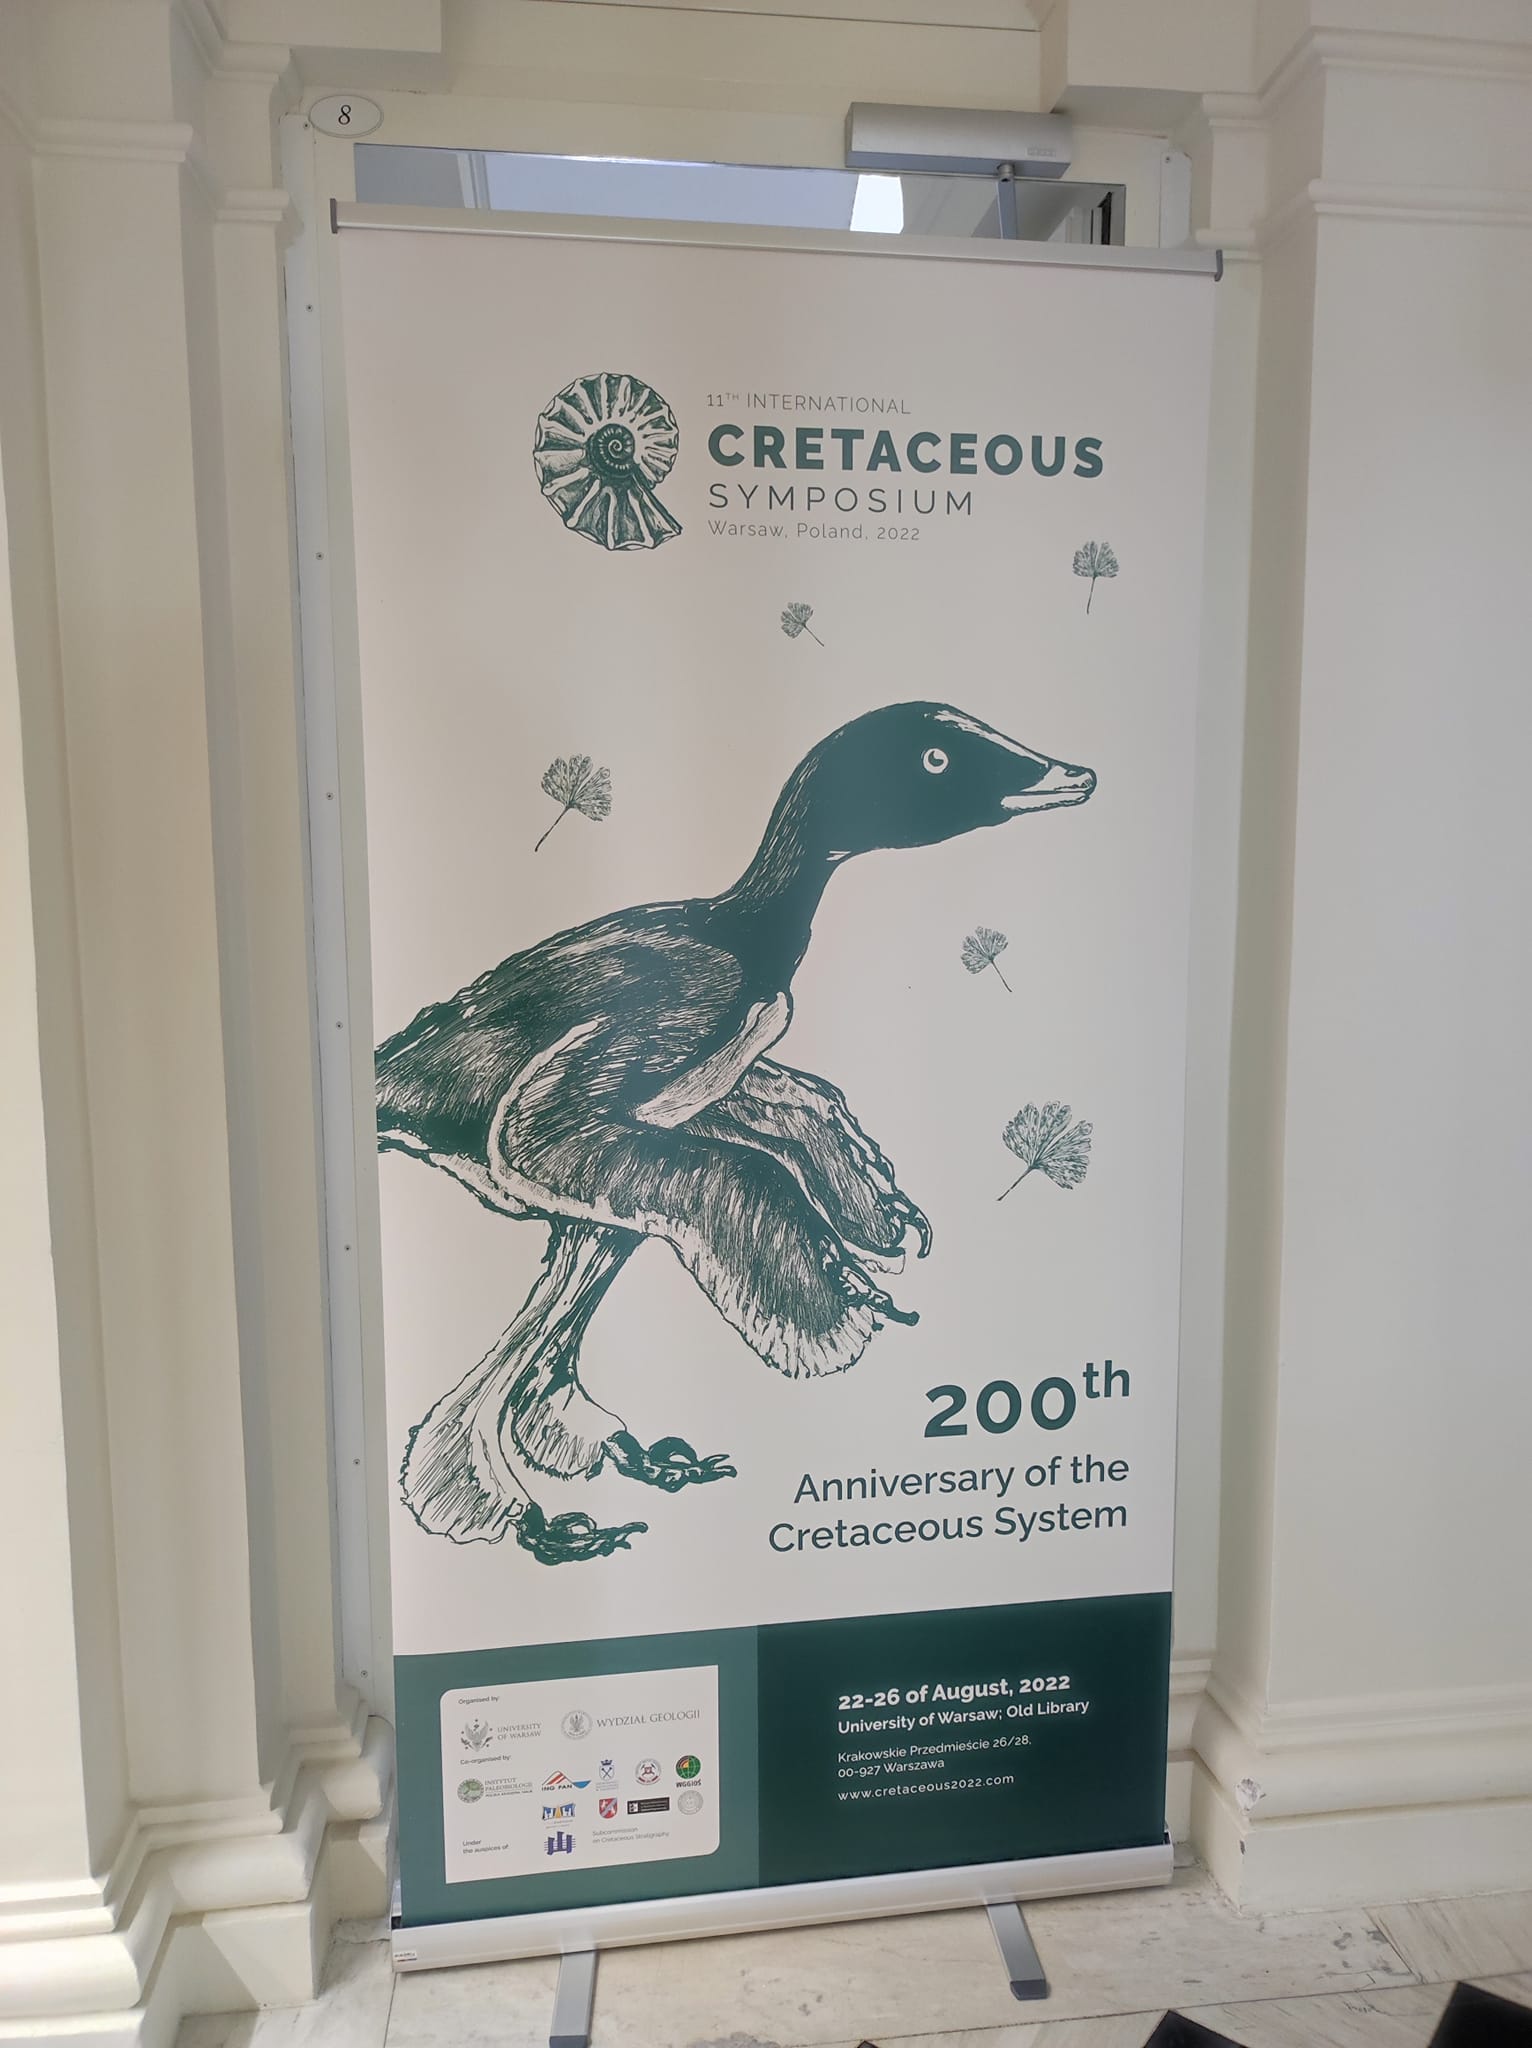 8
11TH INTERNATIONAL
CRETACEOUS
SYMPOSIUM
Warsaw, Poland, 2022
200th
Anniversary of the
Cretaceous System
Organised by:
UNIVERSITY
OF WARSAW
WYDZIAŁ GEOLOGII
Co-organised by:
INSTYTUT
PALEOBIOLOGII
ING PAN
WGGiOŚ
Under
the auspices of:
Subcommission
on Cretaceous Stratigraphy
22-26 of August, 2022
University of Warsaw; Old Library
Krakowskie Przedmieście 26/28,
00-927 Warszawa
www.cretaceous2022.com